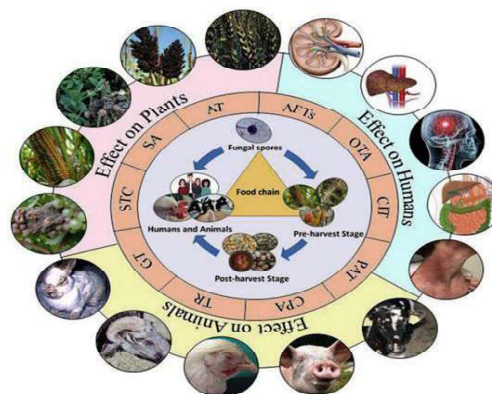 Effect on Plants
Effect on Humans
Effect on Animals
AT
AFTs
OTA
CIT
PAT
CPA
TR
GT
STC
SA
Fungal spores
Food chain
Humans and Animals
Pre-harvest Stage
Post-harvest Stage